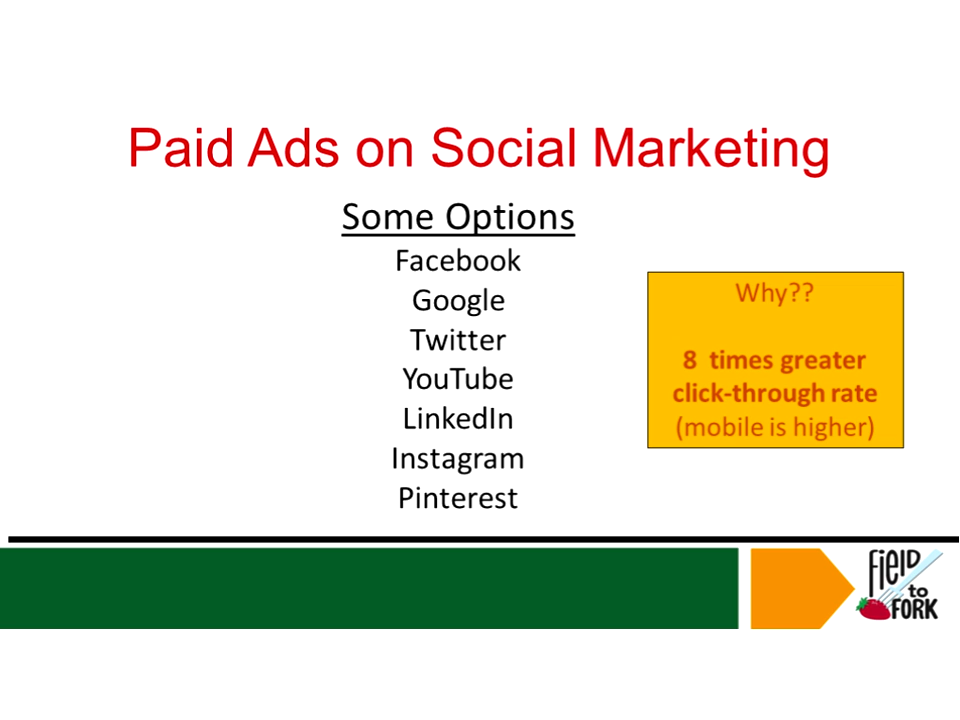 Paid Ads on Social Marketing
Some Options
Facebook
Google
Twitter
YouTube
LinkedIn
Instagram
Pinterest
Why??
8  times greater
click-through rate
(mobile is higher)
FiElD
to
FORK